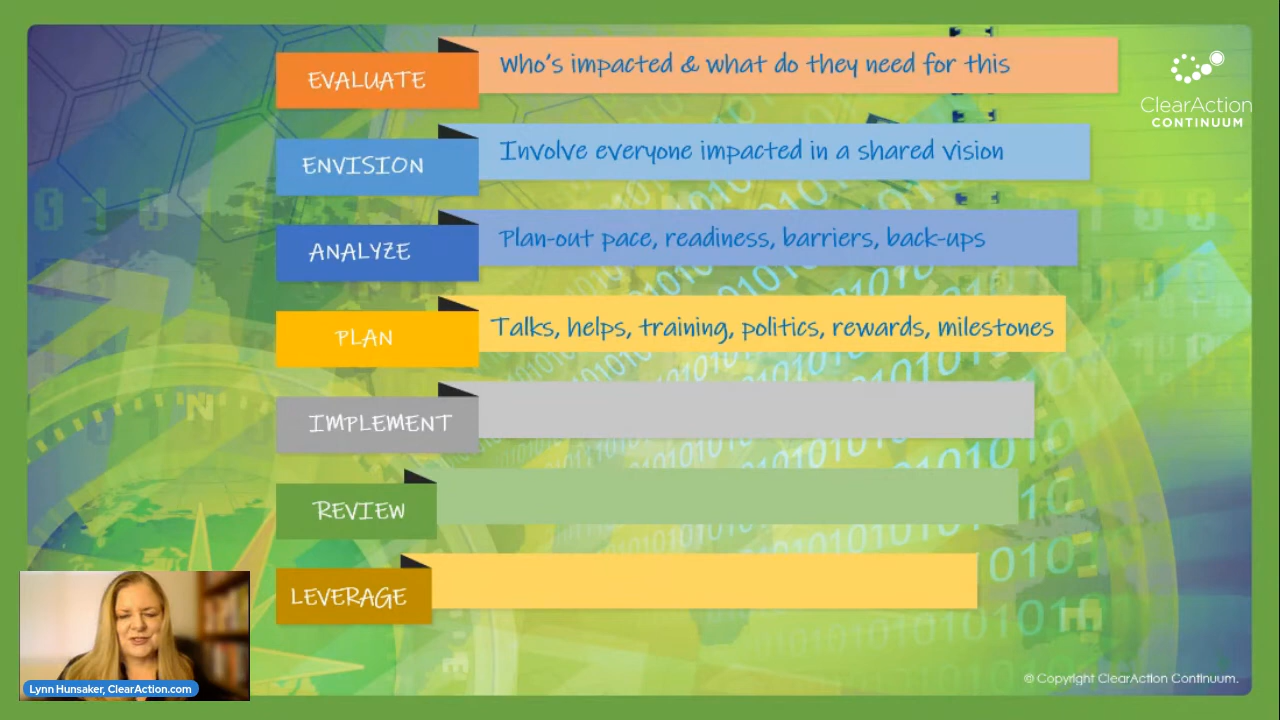 EVALUATE
Who's impacted & what do they need for this
ClearAction
CONTINUUM
ENVISION
Involve everyone impacted in a shared vision
ANALYZE
Plan-out pace, readiness, barriers, back-ups
PLAN
Talks, helps, training, politics, rewards, milestones
IMPLEMENT
REVIEW
LEVERAGE
Lynn Hunsaker, ClearAction.com
© Copyright ClearAction Continuum.